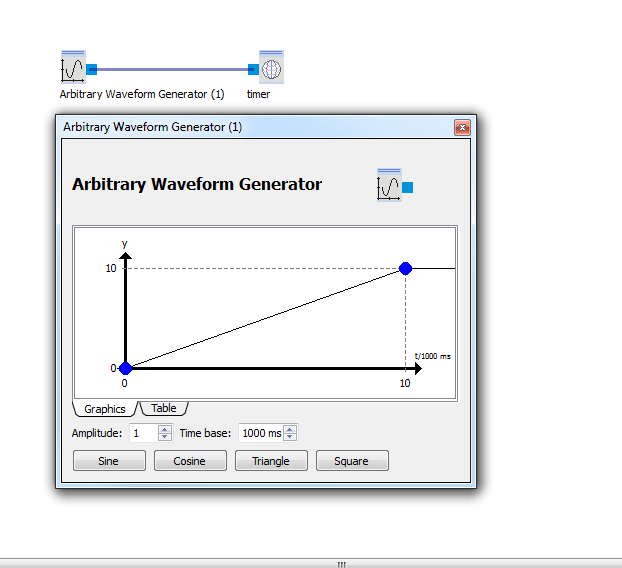 Arbitrary Waveform Generator (1)
timer
Arbitrary Waveform Generator (1)
Arbitrary Waveform Generator
y
10
0
t/1000 ms
0
10
Graphics
Table
Amplitude: 1
Time base: 1000 ms
Sine
Cosine
Triangle
Square